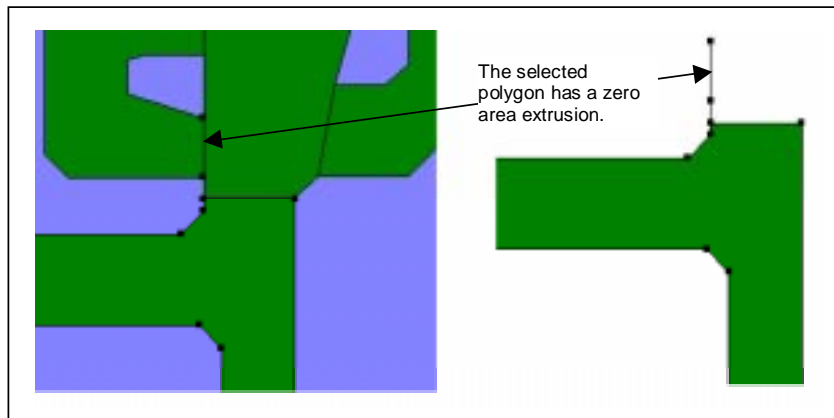 The selected
polygon has a zero
area extrusion.